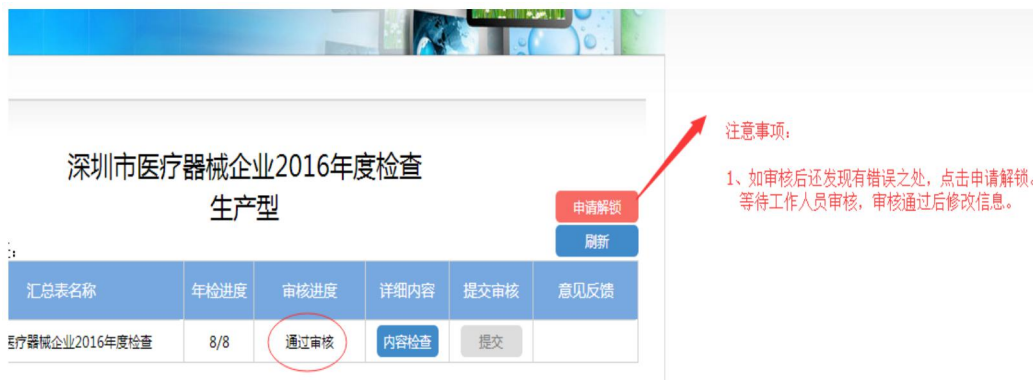 注意事项：
深圳市医疗器械企业2016年度检查
生产型
1、如审核后还发现有错误之处，点击申请解锁。
等待工作人员审核，审核通过后修改信息。
申请解锁
刷新
汇总表名称 年检进度 审核进度 详细内容 提交审核 意见反馈
医疗器械企业2016年度检查 8/8 通过审核 内容检查 提交